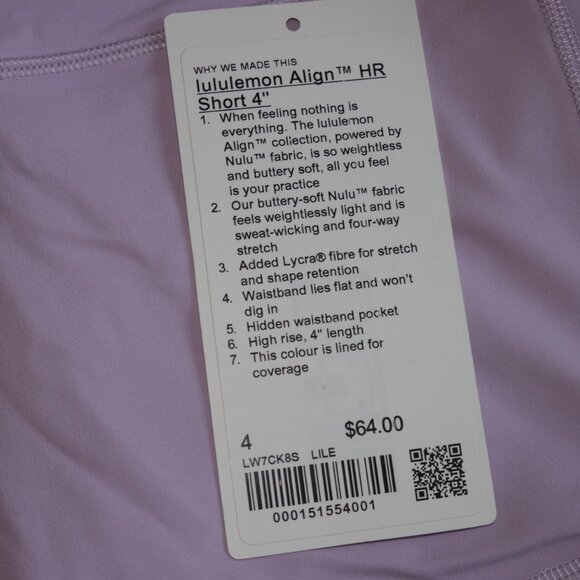 WHY WE MADE THIS
lululemon Align™ HR
Short 4"
1. When feeling nothing is
everything. The lululemon
Align™ collection, powered by
Nulu™ fabric, is so weightless
and buttery soft, all you feel
is your practice
2. Our buttery-soft Nulu™ fabric
feels weightlessly light and is
sweat-wicking and four-way
stretch
3. Added Lycra® fibre for stretch
and shape retention
4. Waistband lies flat and won't
dig in
5. Hidden waistband pocket
6. High rise, 4" length
7. This colour is lined for
coverage
4 $64.00
LW7CK8S LILE
000151554001